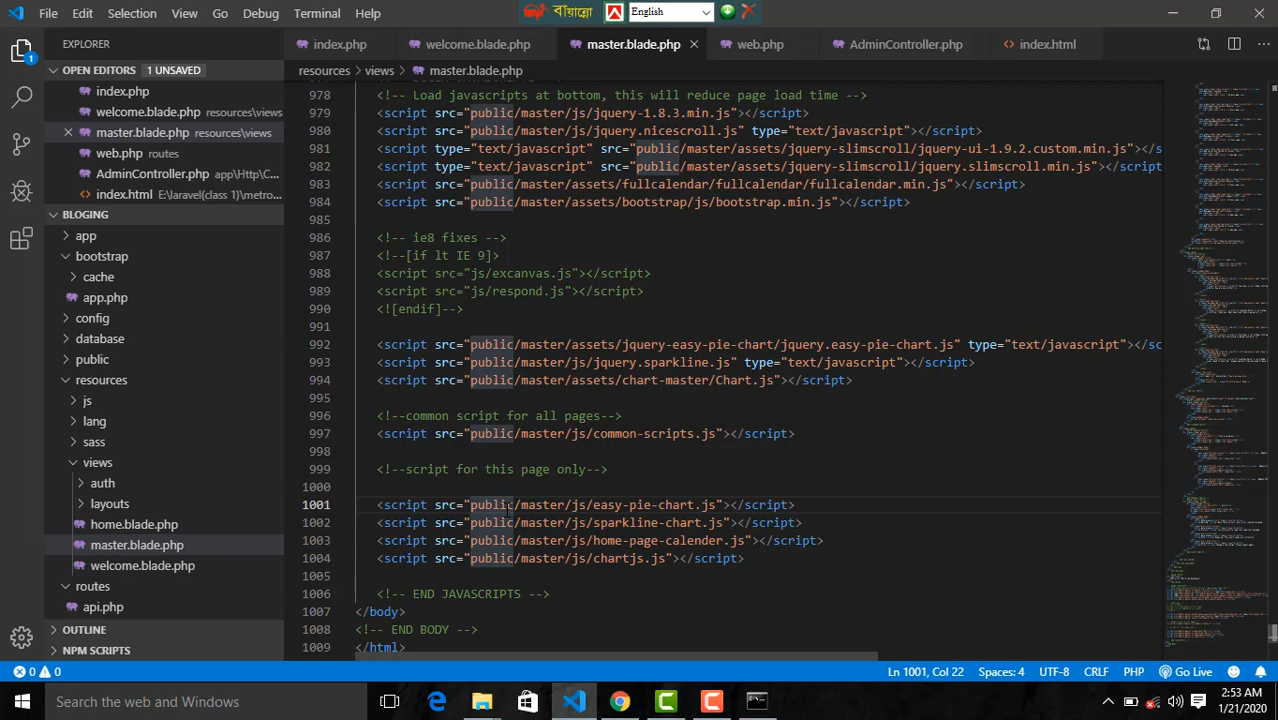 File Edit Selection View Go Debug Terminal Help
বায়ান্নো English
EXPLORER
OPEN EDITORS 1 UNSAVED
index.php
welcome.blade.php resources\views
master.blade.php resources\views
web.php routes
AdminController.php app\Http\C...
index.html E:\laravel(class 1)\metro...
BLOGING
app
bootstrap
cache
app.php
config
database
public
resources
js
lang
sass
views
auth
layouts
home.blade.php
master.blade.php
welcome.blade.php
routes
api.php
OUTLINE
NPM SCRIPTS
index.php welcome.blade.php master.blade.php web.php AdminController.php index.html
resources > views > master.blade.php
978 <!-- Load javascripts at bottom, this will reduce page load time -->
979 <script src="public/master/js/jquery-1.8.3.min.js"></script>
980 <script src="public/master/js/jquery.nicescroll.js" type="text/javascript"></script>
981 <script type="text/javascript" src="public/master/assets/jquery-slimscroll/jquery-ui-1.9.2.custom.min.js"></s
982 <script type="text/javascript" src="public/master/assets/jquery-slimscroll/jquery.slimscroll.min.js"></script
983 <script src="public/master/assets/fullcalendar/fullcalendar/fullcalendar.min.js"></script>
984 <script src="public/master/assets/bootstrap/js/bootstrap.min.js"></script>
985
986 <!-- ie8 fixes -->
987 <!--[if lt IE 9]>
988 <script src="js/excanvas.js"></script>
989 <script src="js/respond.js"></script>
990 <![endif]-->
991
992 <script src="public/master/assets/jquery-easy-pie-chart/jquery.easy-pie-chart.js" type="text/javascript"></sc
993 <script src="public/master/js/jquery.sparkline.js" type="text/javascript"></script>
994 <script src="public/master/assets/chart-master/Chart.js"></script>
995
996 <!--common script for all pages-->
997 <script src="public/master/js/common-scripts.js"></script>
998
999 <!--script for this page only-->
1000
1001 <script src="public/master/js/easy-pie-chart.js"></script>
1002 <script src="public/master/js/sparkline-chart.js"></script>
1003 <script src="public/master/js/home-page-calender.js"></script>
1004 <script src="public/master/js/chartjs.js"></script>
1005
1006 <!-- END JAVASCRIPTS -->
1007 </body>
1008 <!-- END BODY -->
1009 </html>
0 0 Ln 1001, Col 22 Spaces: 4 UTF-8 CRLF PHP Go Live 1
Search the web and Windows
2:53 AM
1/21/2020